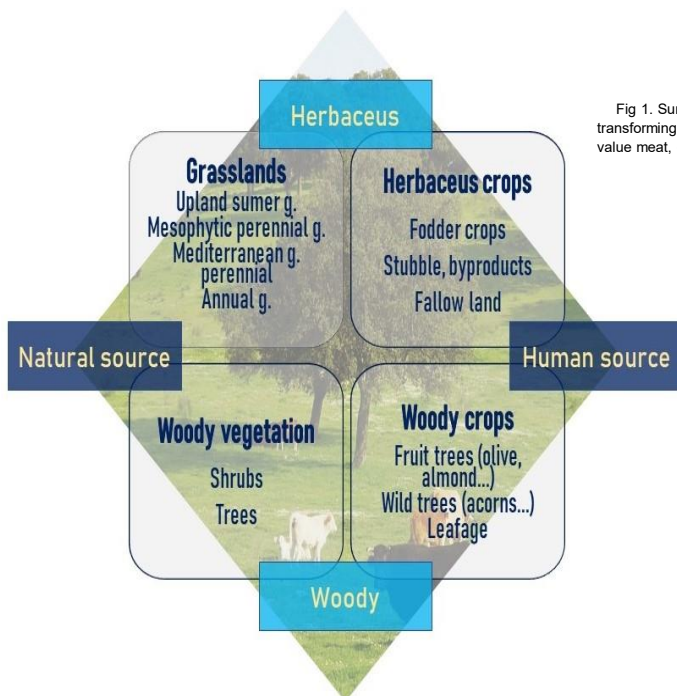 Herbaceus
Fig 1. Su
transforming
value meat,
Grasslands
Upland sumer g.
Mesophytic perennial g.
Mediterranean g.
perennial
Annual g.
Herbaceus crops
Fodder crops
Stubble, byproducts
Fallow land
Natural source
Human source
Woody vegetation
Shrubs
Trees
Woody crops
Fruit trees (olive,
almond...)
Wild trees (acorns...)
Leafage
Woody